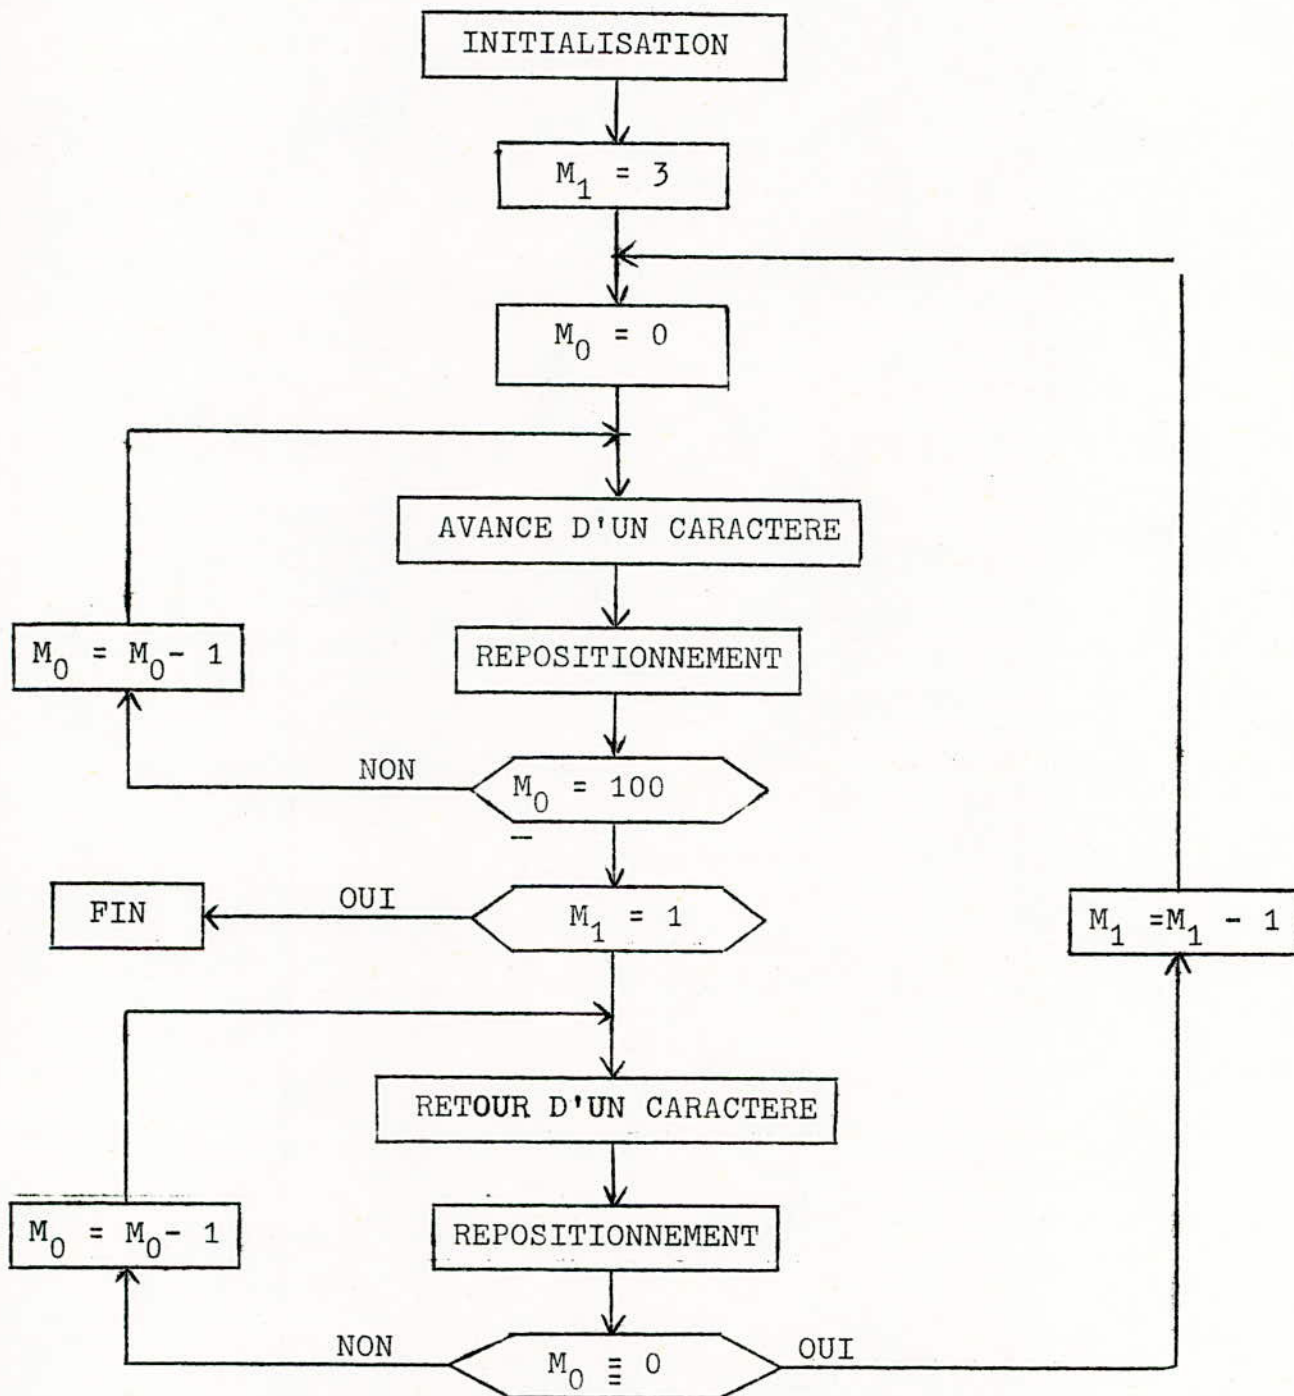 INITIALISATION
M₁ = 3
M₀ = 0
AVANCE D'UN CARACTERE
M₀ = M₀- 1
REPOSITIONNEMENT
NON
M₀ = 100
FIN
OUI
M₁ = 1
M₁ =M₁ - 1
RETOUR D'UN CARACTERE
M₀ = M₀- 1
REPOSITIONNEMENT
NON
M₀ = 0
OUI